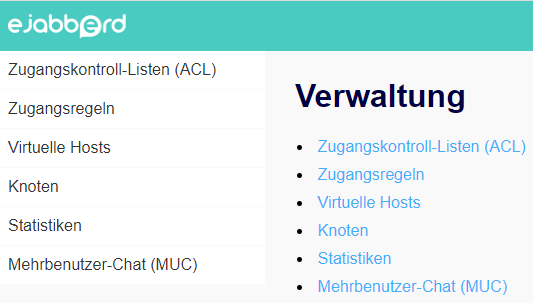 ejabberd
Zugangskontroll-Listen (ACL)
Zugangsregeln
Virtuelle Hosts
Knoten
Statistiken
Mehrbenutzer-Chat (MUC)
Verwaltung
Zugangskontroll-Listen (ACL)
Zugangsregeln
Virtuelle Hosts
Knoten
Statistiken
Mehrbenutzer-Chat (MUC)